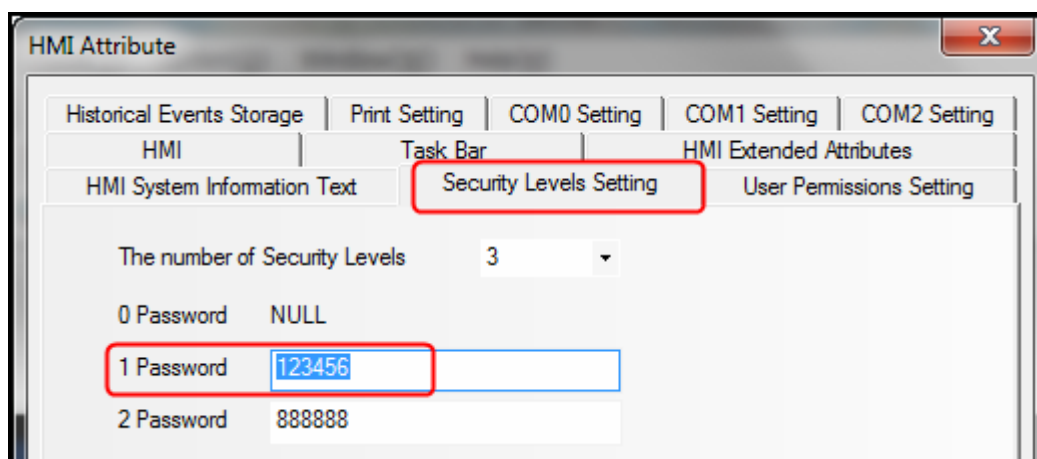 HMI Attribute
Historical Events Storage Print Setting COM0 Setting COM1 Setting COM2 Setting
HMI Task Bar HMI Extended Attributes
HMI System Information Text Security Levels Setting User Permissions Setting
The number of Security Levels 3
0 Password NULL
1 Password 123456
2 Password 888888